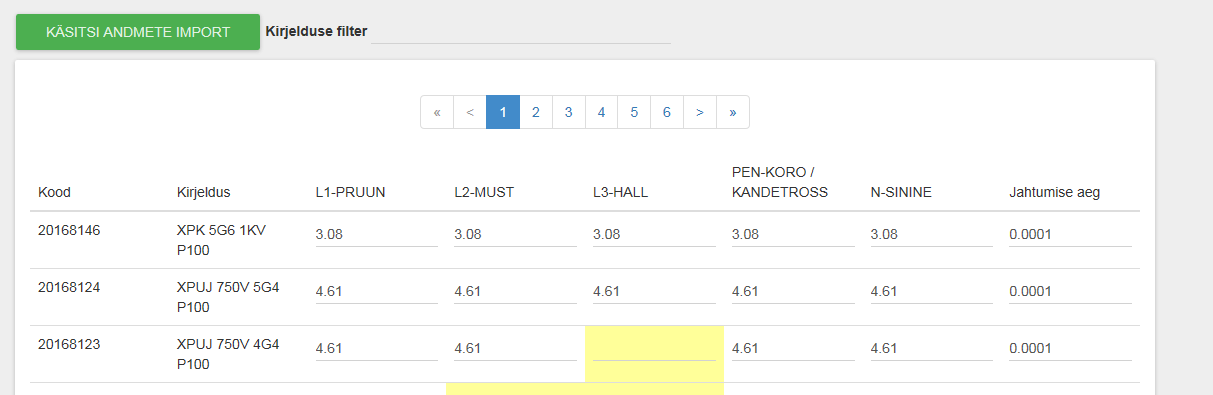 KÄSITSI ANDMETE IMPORT Kirjelduse filter
« < 1 2 3 4 5 6 > »
Kood Kirjeldus L1-PRUUN L2-MUST L3-HALL PEN-KORO / KANDETROSS N-SININE Jahtumise aeg
20168146 XPK 5G6 1KV P100 3.08 3.08 3.08 3.08 3.08 0.0001
20168124 XPUJ 750V 5G4 P100 4.61 4.61 4.61 4.61 4.61 0.0001
20168123 XPUJ 750V 4G4 P100 4.61 4.61 4.61 4.61 0.0001